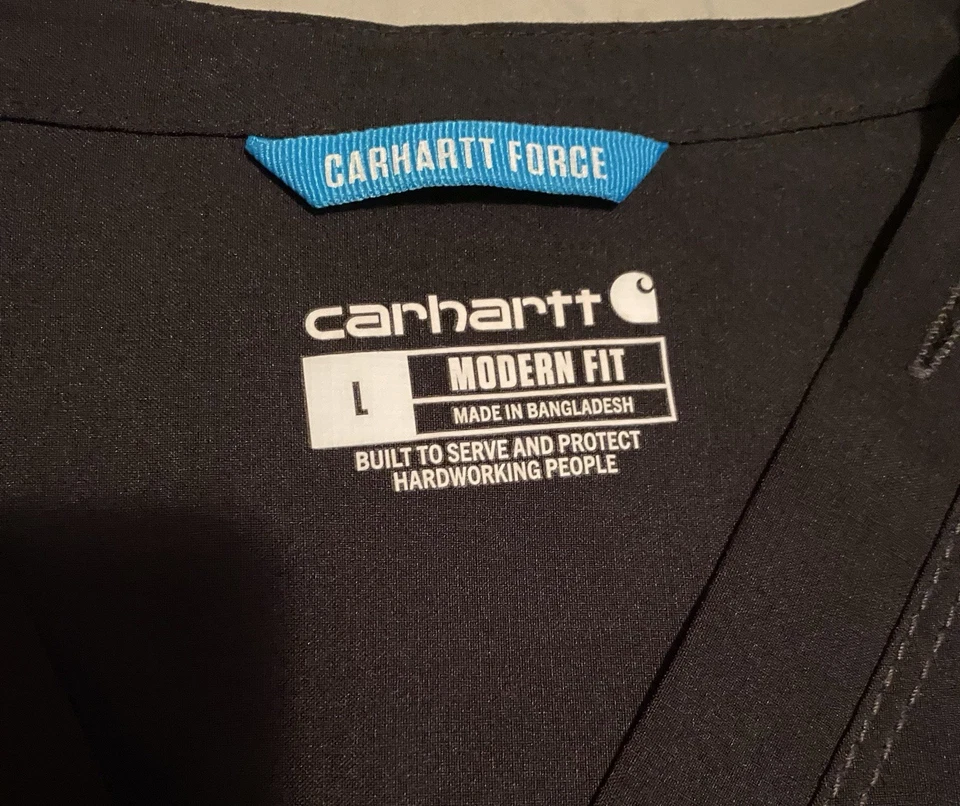 CARHARTT FORCE
carhartt
L
MODERN FIT
MADE IN BANGLADESH
BUILT TO SERVE AND PROTECT
HARDWORKING PEOPLE